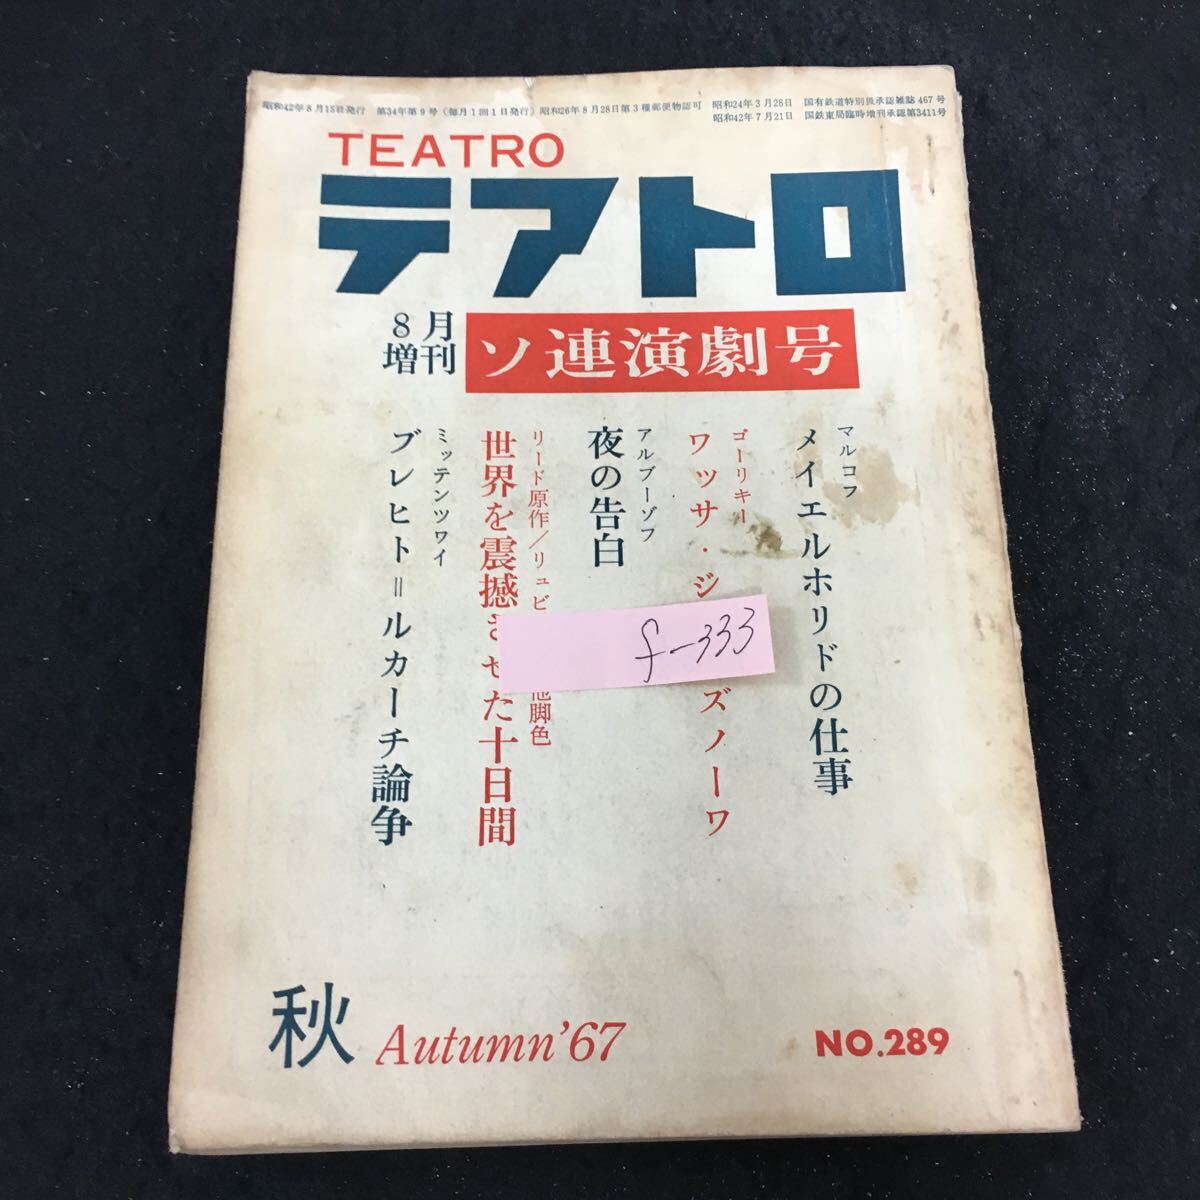 昭和42年8月15日発行 第34年第9号(毎月1回1日発行)昭和26年8月28日第3種郵便物認可 昭和24年3月28日 国有鉄道特別扱承認雑誌467号
昭和42年7月21日 国鉄東局臨時増刊承認第3411号
TEATRO
テアトロ
8月
増刊
ソ連演劇号
マルコフ
メイエルホリドの仕事
ゴーリキー
ワッサ・ジ
ズノーワ
アルブーゾフ
夜の告白
リード原作/リュビ
他脚色
世界を震撼させた十日間
ミッテンツワイ
ブレヒト=ルカーチ論争
f-333
秋
Autumn'67
NO.289